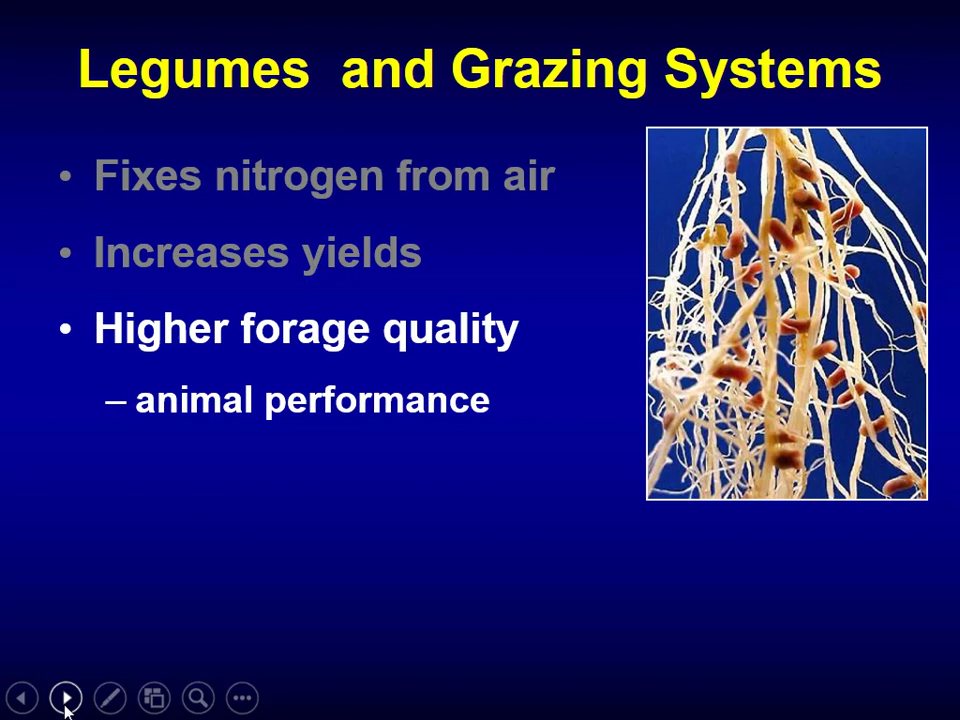 Legumes and Grazing Systems
• Fixes nitrogen from air
• Increases yields
• Higher forage quality
– animal performance